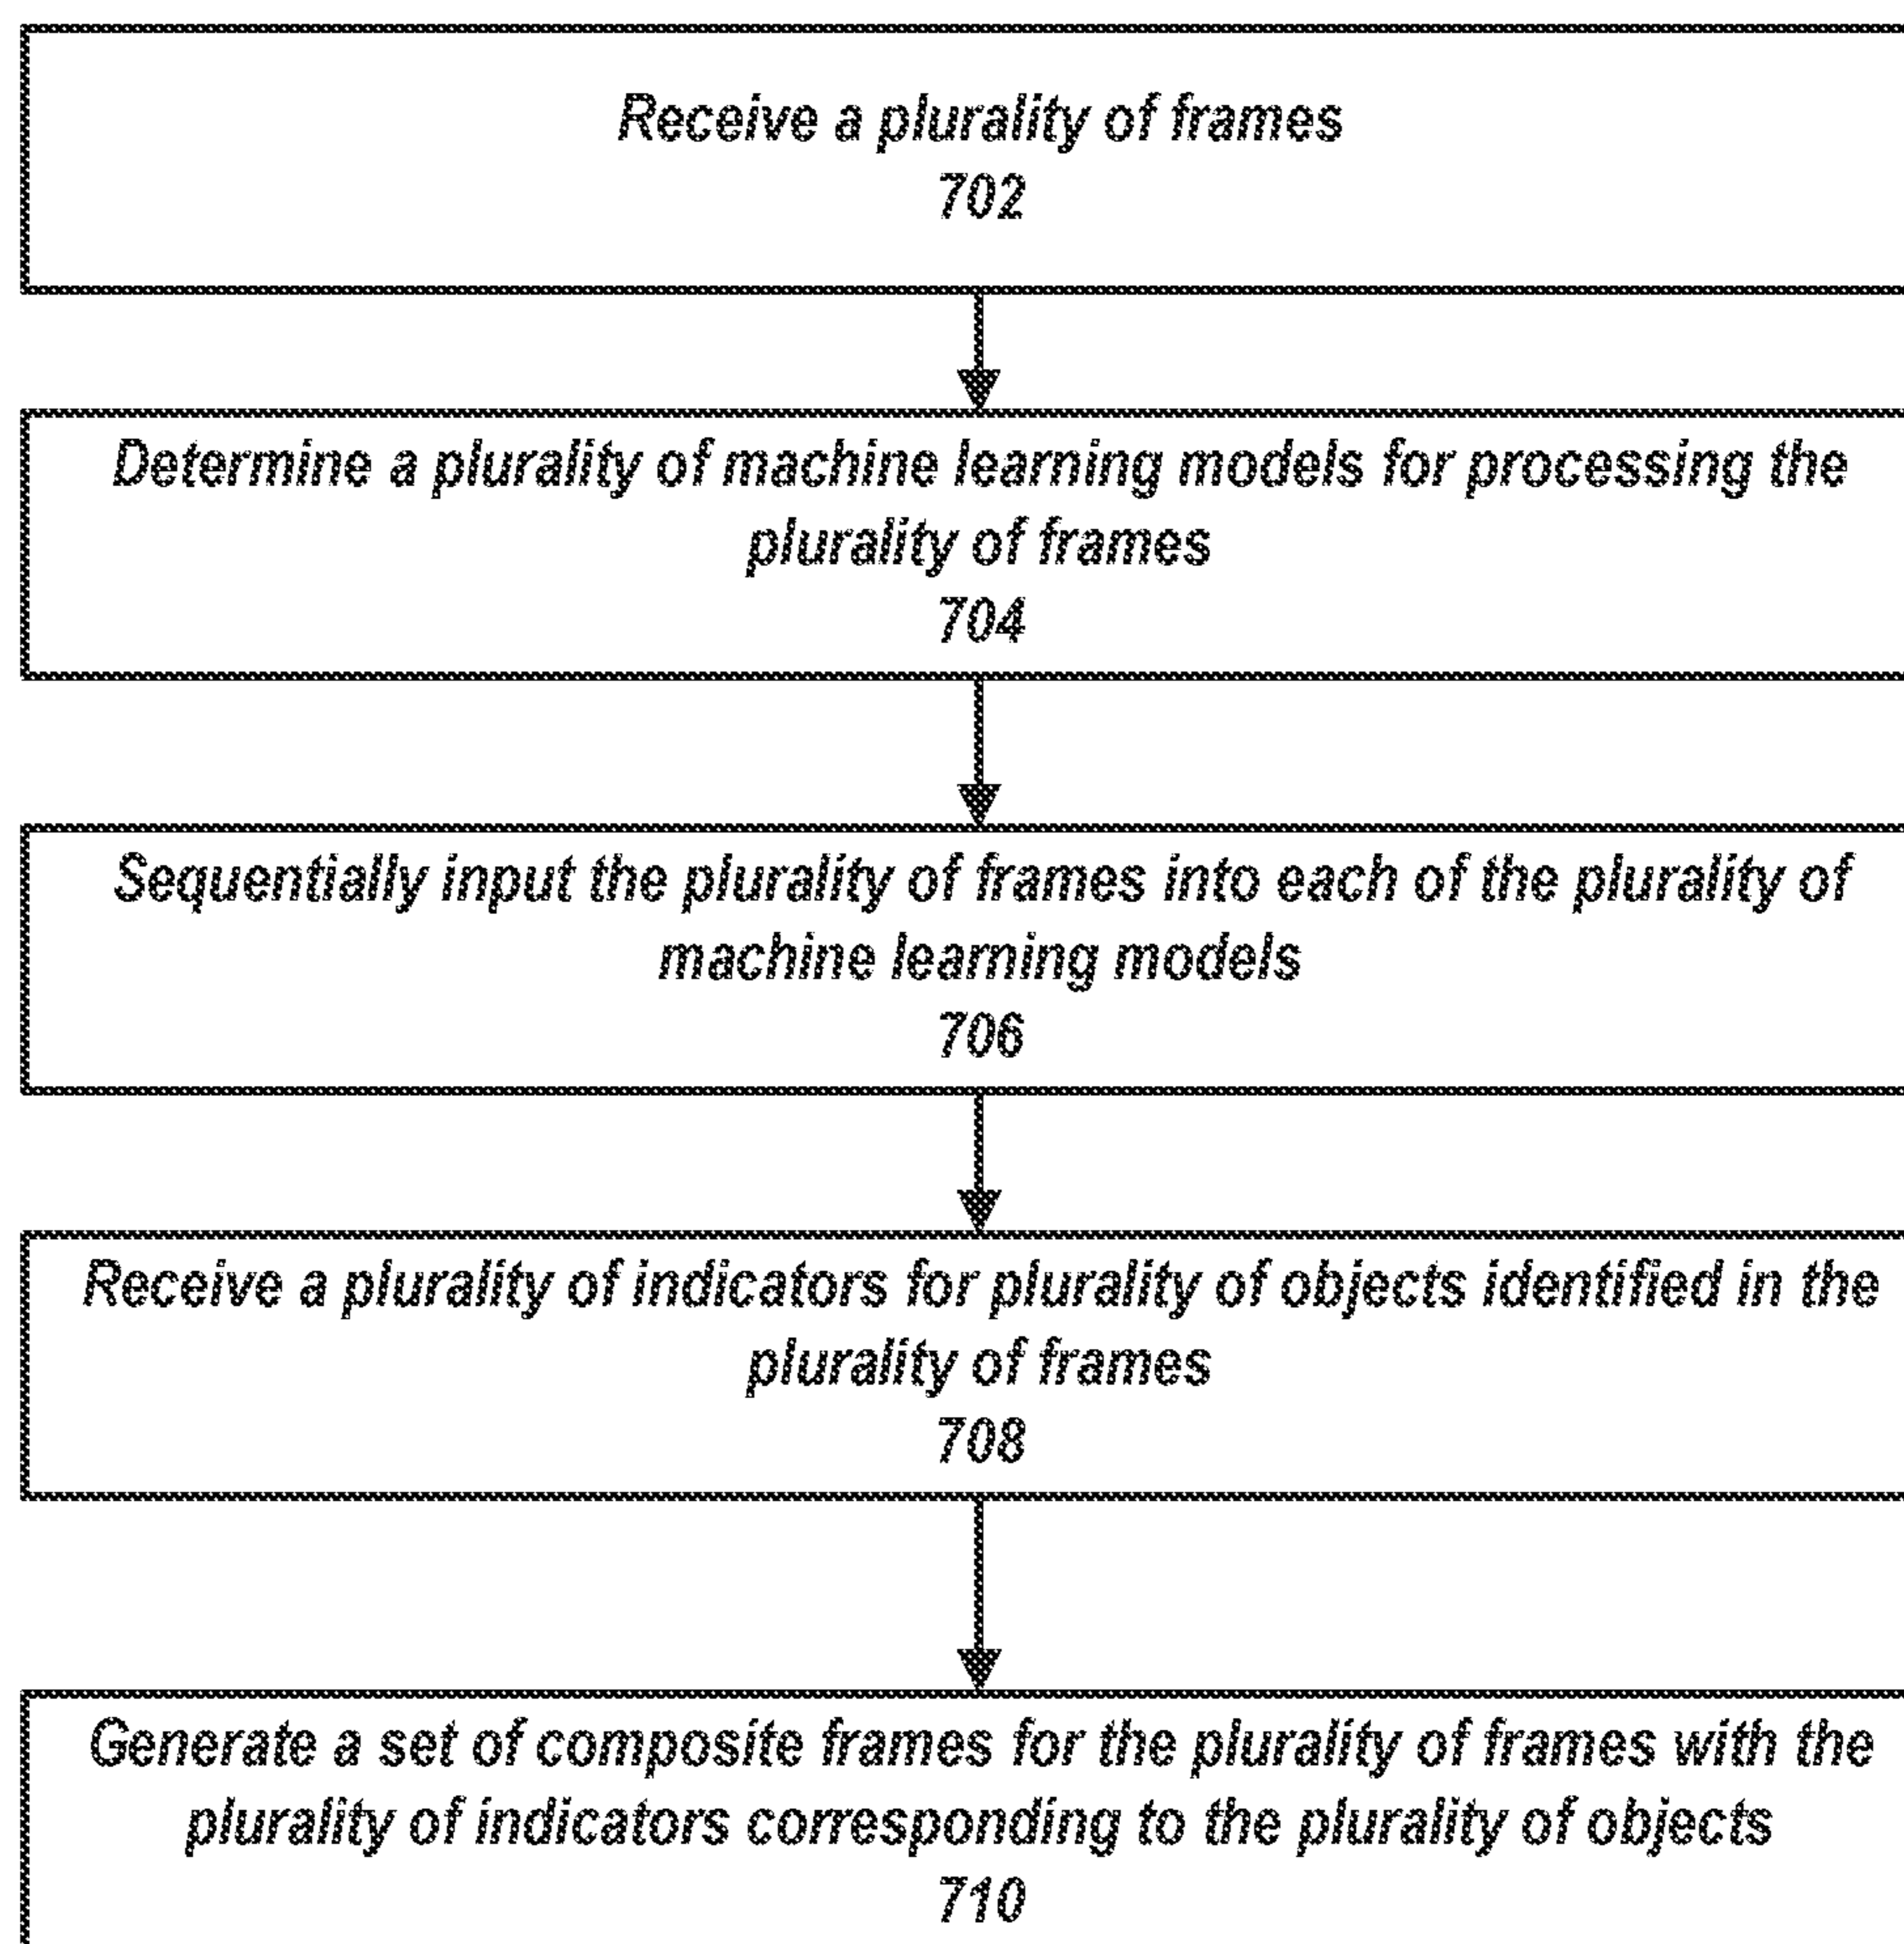 Receive a plurality of frames
702
Determine a plurality of machine learning models for processing the
plurality of frames
704
Sequentially input the plurality of frames into each of the plurality of
machine learning models
706
Receive a plurality of indicators for plurality of objects identified in the
plurality of frames
708
Generate a set of composite frames for the plurality of frames with the
plurality of indicators corresponding to the plurality of objects
710